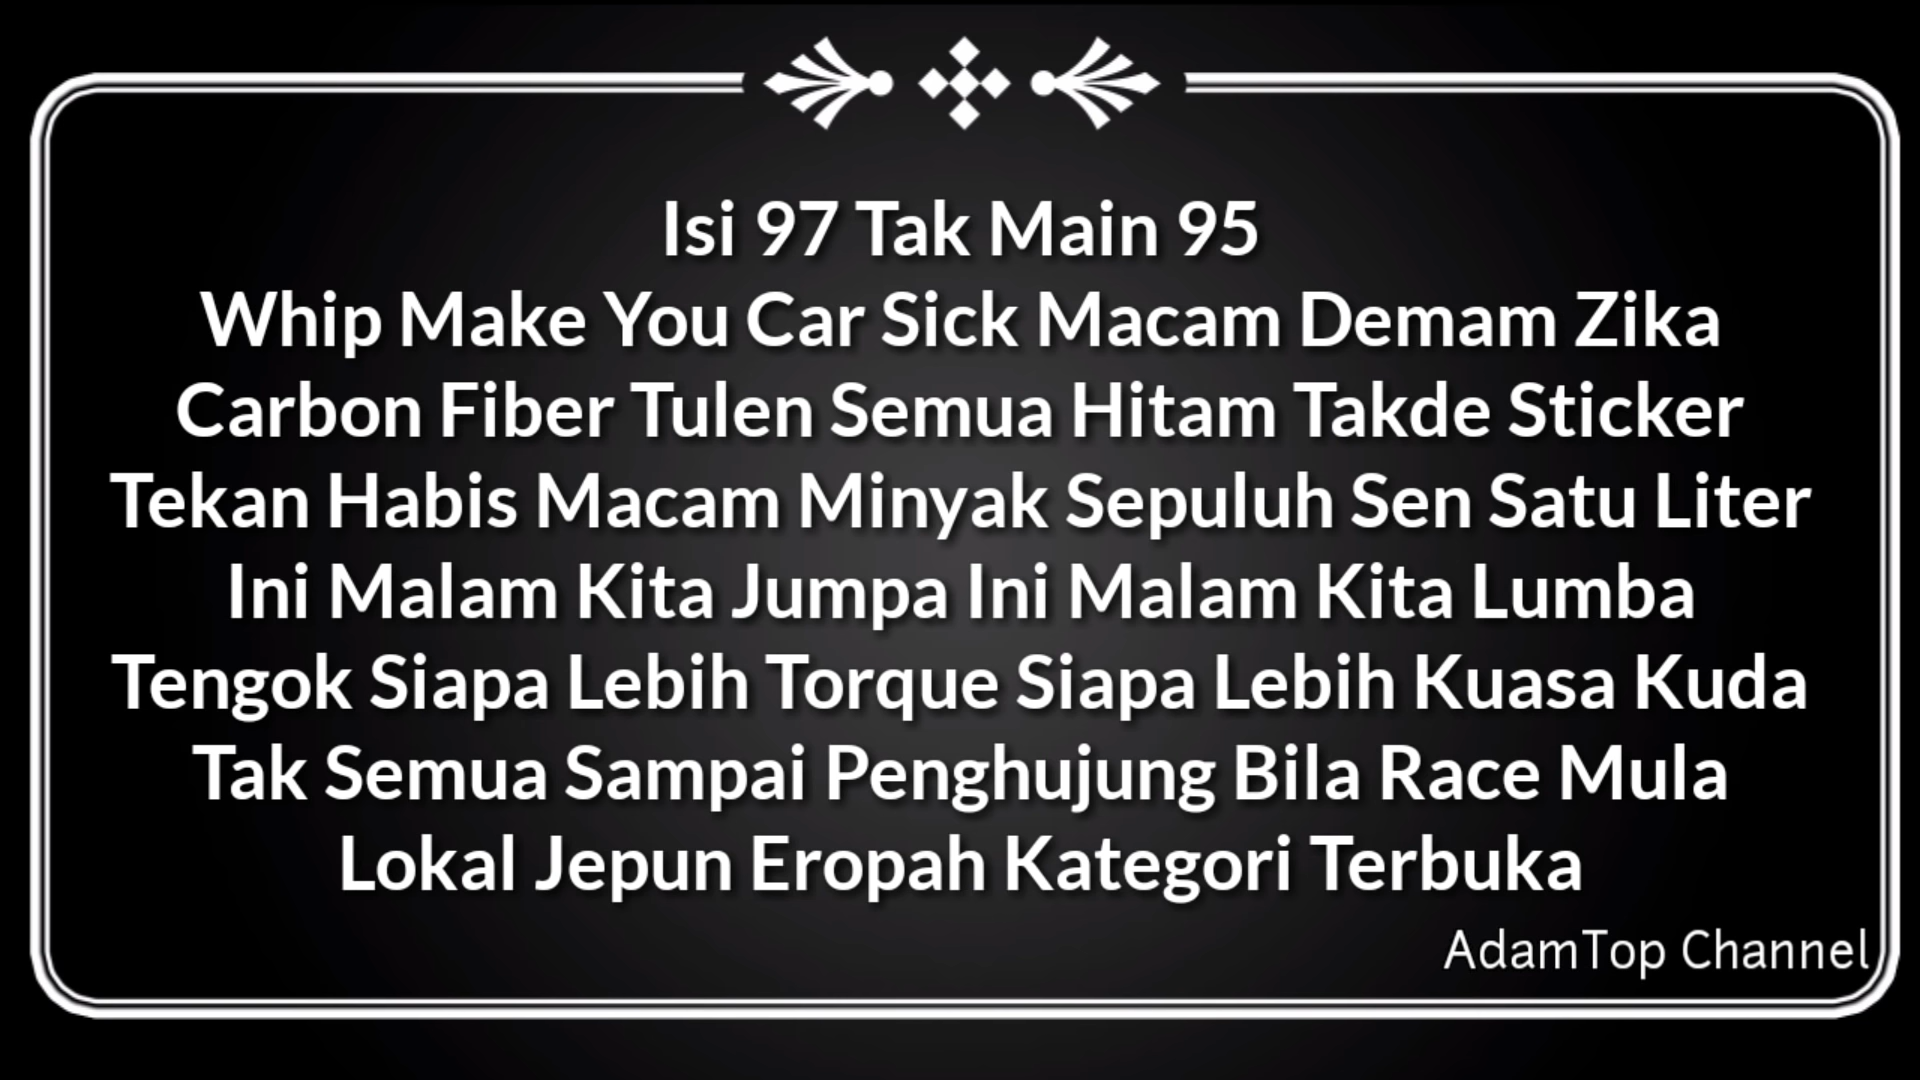 Isi 97 Tak Main 95
Whip Make You Car Sick Macam Demam Zika
Carbon Fiber Tulen Semua Hitam Takde Sticker
Tekan Habis Macam Minyak Sepuluh Sen Satu Liter
Ini Malam Kita Jumpa Ini Malam Kita Lumba
Tengok Siapa Lebih Torque Siapa Lebih Kuasa Kuda
Tak Semua Sampai Penghujung Bila Race Mula
Lokal Jepun Eropah Kategori Terbuka
AdamTop Channel